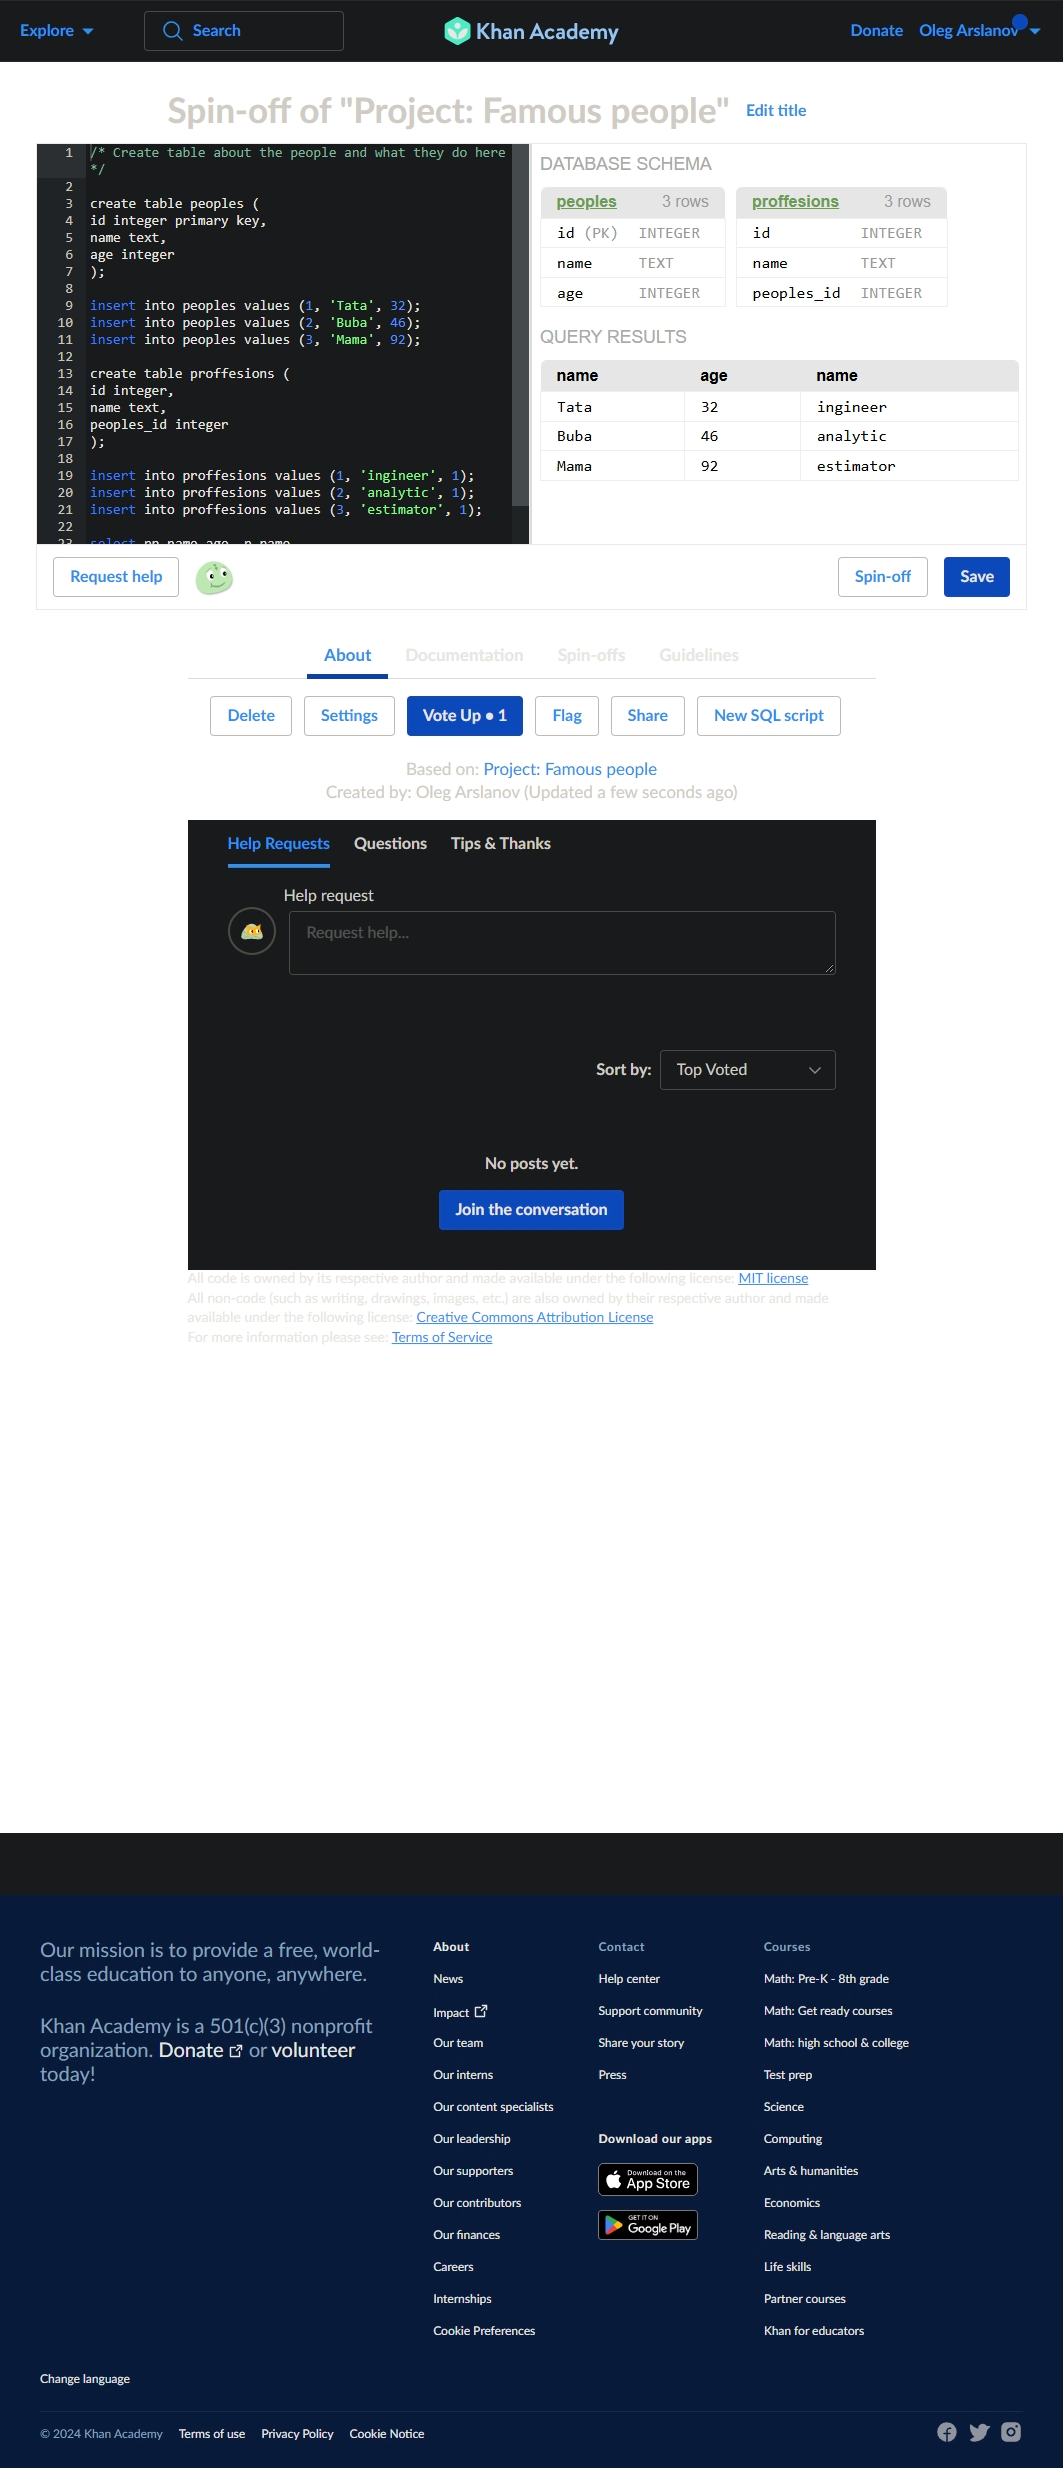 Explore
Search
Khan Academy
Donate
Oleg Arslanov
Spin-off of "Project: Famous people"
Edit title
1 /* Create table about the people and what they do here
*/
2
3 create table peoples (
4 id integer primary key,
5 name text,
6 age integer
7 );
8
9 insert into peoples values (1, 'Tata', 32);
10 insert into peoples values (2, 'Buba', 46);
11 insert into peoples values (3, 'Mama', 92);
12
13 create table proffesions (
14 id integer,
15 name text,
16 peoples_id integer
17 );
18
19 insert into proffesions values (1, 'ingineer', 1);
20 insert into proffesions values (2, 'analytic', 1);
21 insert into proffesions values (3, 'estimator', 1);
22
23 select
DATABASE SCHEMA
peoples 3 rows
id (PK) INTEGER
name TEXT
age INTEGER
proffesions 3 rows
id INTEGER
name TEXT
peoples_id INTEGER
QUERY RESULTS
name age name
Tata 32 ingineer
Buba 46 analytic
Mama 92 estimator
Request help
Spin-off
Save
About Documentation Spin-offs Guidelines
Delete Settings Vote Up • 1 Flag Share New SQL script
Based on: Project: Famous people
Created by: Oleg Arslanov (Updated a few seconds ago)
Help Requests Questions Tips & Thanks
Help request
Request help...
Sort by: Top Voted
No posts yet.
Join the conversation
All code is owned by its respective author and made available under the following license: MIT license
All non-code (such as writing, drawings, images, etc.) are also owned by their respective author and made
available under the following license: Creative Commons Attribution License
For more information please see: Terms of Service
Our mission is to provide a free, world-
class education to anyone, anywhere.
Khan Academy is a 501(c)(3) nonprofit
organization. Donate or volunteer
today!
About
News
Impact
Our team
Our interns
Our content specialists
Our leadership
Our supporters
Our contributors
Our finances
Careers
Internships
Cookie Preferences
Contact
Help center
Support community
Share your story
Press
Download our apps
Download on the
App Store
GET IT ON
Google Play
Courses
Math: Pre-K - 8th grade
Math: Get ready courses
Math: high school & college
Test prep
Science
Computing
Arts & humanities
Economics
Reading & language arts
Life skills
Partner courses
Khan for educators
Change language
© 2024 Khan Academy Terms of use Privacy Policy Cookie Notice